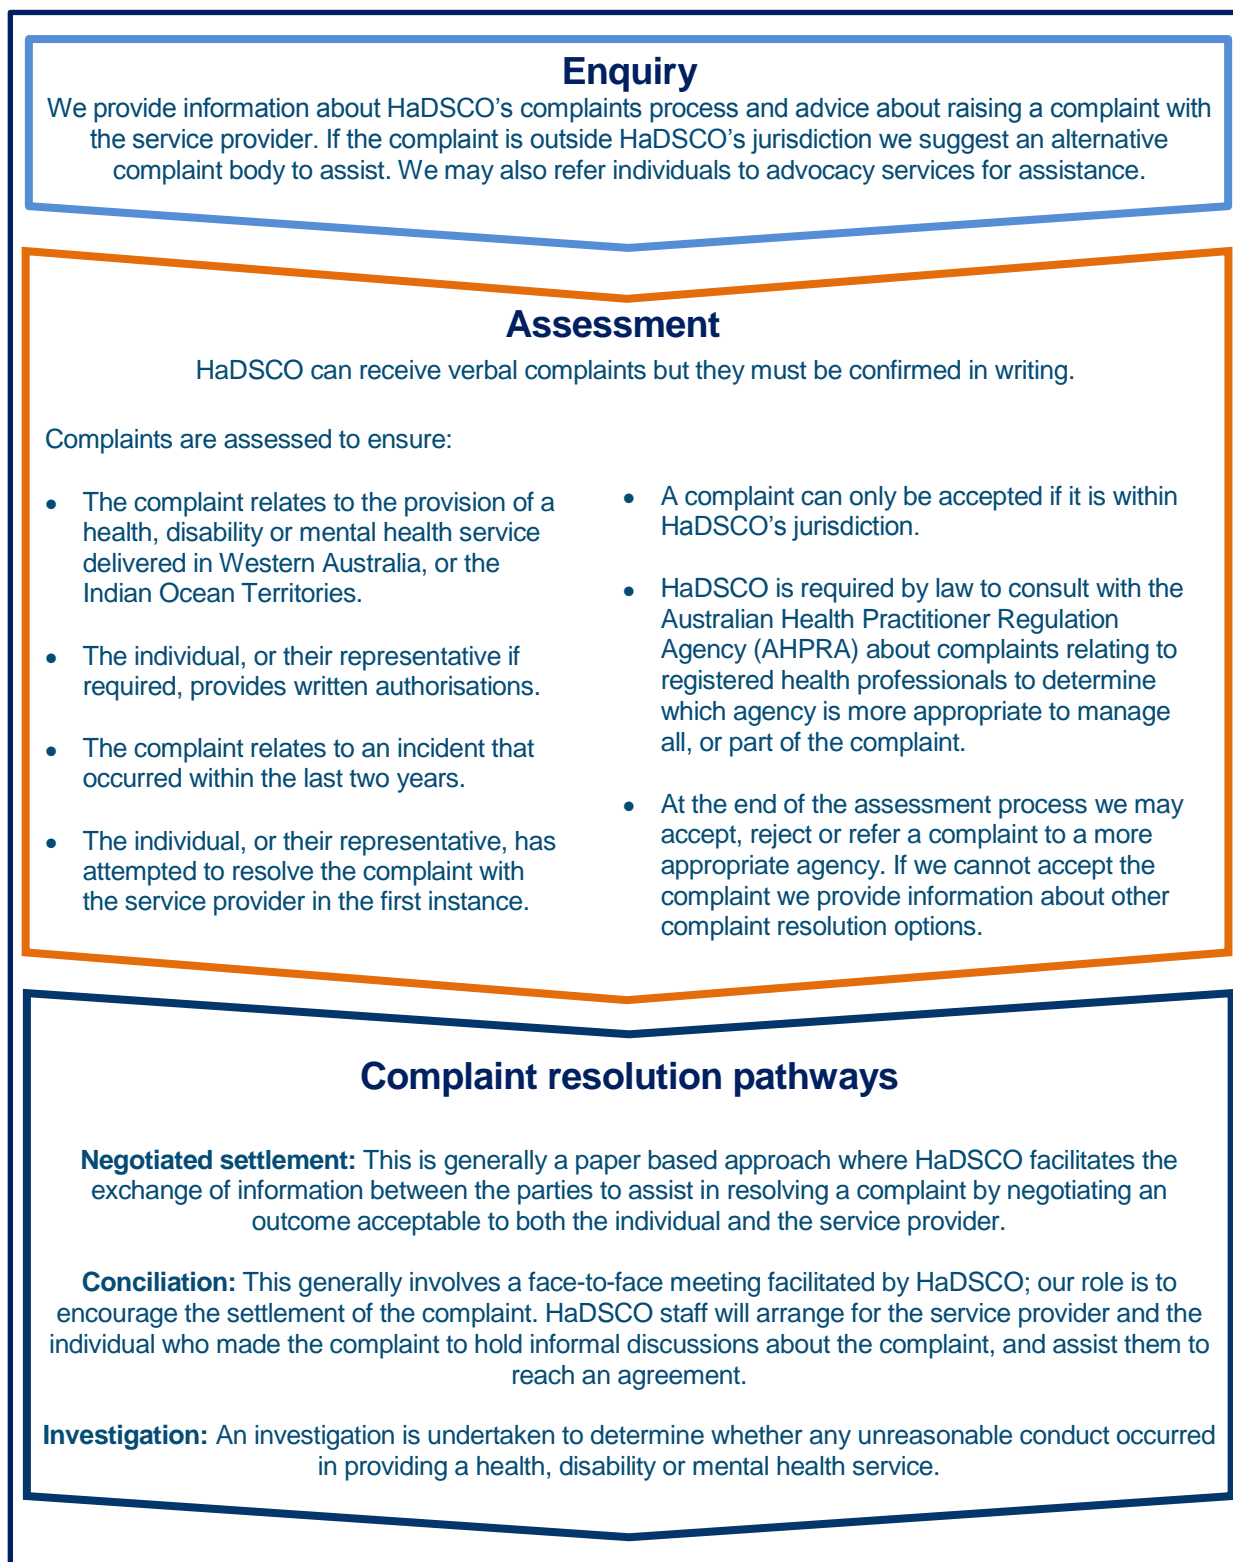 Enquiry
We provide information about HaDSCO’s complaints process and advice about raising a complaint with
the service provider. If the complaint is outside HaDSCO’s jurisdiction we suggest an alternative
complaint body to assist. We may also refer individuals to advocacy services for assistance.
Assessment
HaDSCO can receive verbal complaints but they must be confirmed in writing.
Complaints are assessed to ensure:
• The complaint relates to the provision of a
health, disability or mental health service
delivered in Western Australia, or the
Indian Ocean Territories.
• The individual, or their representative if
required, provides written authorisations.
• The complaint relates to an incident that
occurred within the last two years.
• The individual, or their representative, has
attempted to resolve the complaint with
the service provider in the first instance.
• A complaint can only be accepted if it is within
HaDSCO’s jurisdiction.
• HaDSCO is required by law to consult with the
Australian Health Practitioner Regulation
Agency (AHPRA) about complaints relating to
registered health professionals to determine
which agency is more appropriate to manage
all, or part of the complaint.
• At the end of the assessment process we may
accept, reject or refer a complaint to a more
appropriate agency. If we cannot accept the
complaint we provide information about other
complaint resolution options.
Complaint resolution pathways
Negotiated settlement: This is generally a paper based approach where HaDSCO facilitates the
exchange of information between the parties to assist in resolving a complaint by negotiating an
outcome acceptable to both the individual and the service provider.
Conciliation: This generally involves a face-to-face meeting facilitated by HaDSCO; our role is to
encourage the settlement of the complaint. HaDSCO staff will arrange for the service provider and the
individual who made the complaint to hold informal discussions about the complaint, and assist them to
reach an agreement.
Investigation: An investigation is undertaken to determine whether any unreasonable conduct occurred
in providing a health, disability or mental health service.